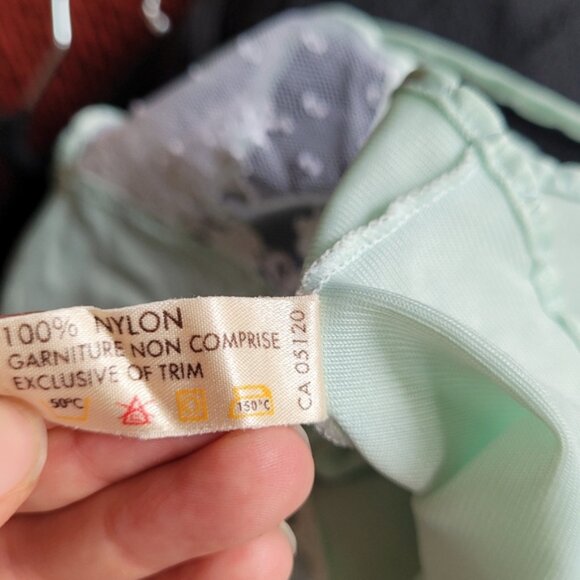 100% NYLON
GARNITURE NON COMPRISE
EXCLUSIVE OF TRIM
50°C
150°C
CA 05120